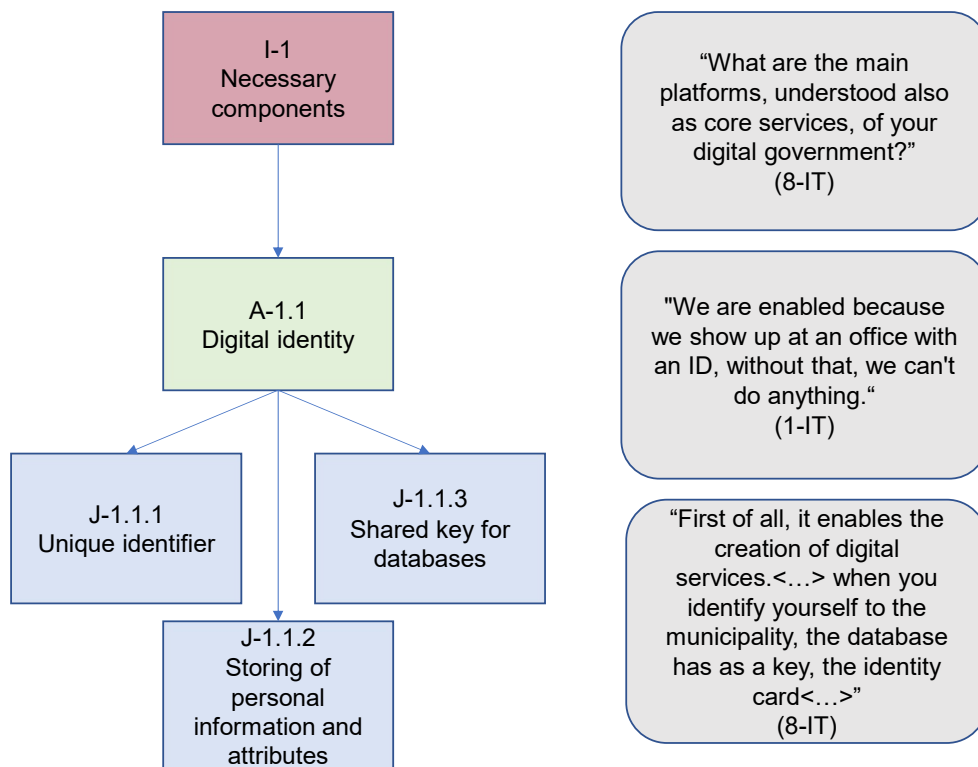 I-1
Necessary
components
“What are the main
platforms, understood also
as core services, of your
digital government?”
(8-IT)
A-1.1
Digital identity
"We are enabled because
we show up at an office with
an ID, without that, we can't
do anything.“
(1-IT)
J-1.1.1
Unique identifier
J-1.1.3
Shared key for
databases
J-1.1.2
Storing of
personal
information and
attributes
“First of all, it enables the
creation of digital
services.<…> when you
identify yourself to the
municipality, the database
has as a key, the identity
card<…>”
(8-IT)